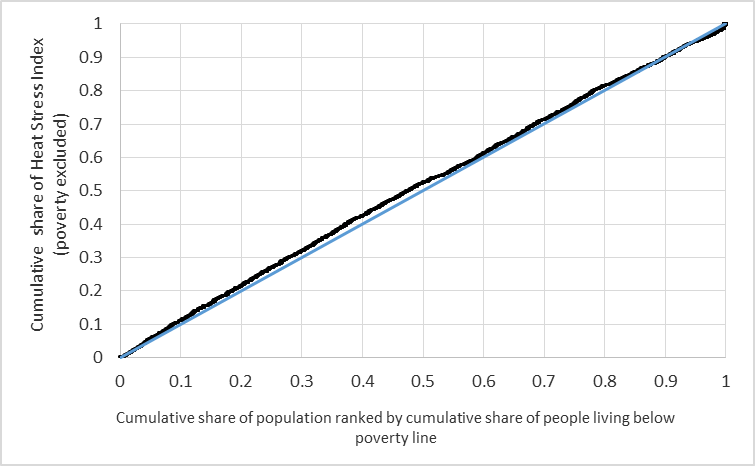 Cumulative share of Heat Stress Index
(poverty excluded)
1
0.9
0.8
0.7
0.6
0.5
0.4
0.3
0.2
0.1
0
0 0.1 0.2 0.3 0.4 0.5 0.6 0.7 0.8 0.9 1
Cumulative share of population ranked by cumulative share of people living below
poverty line